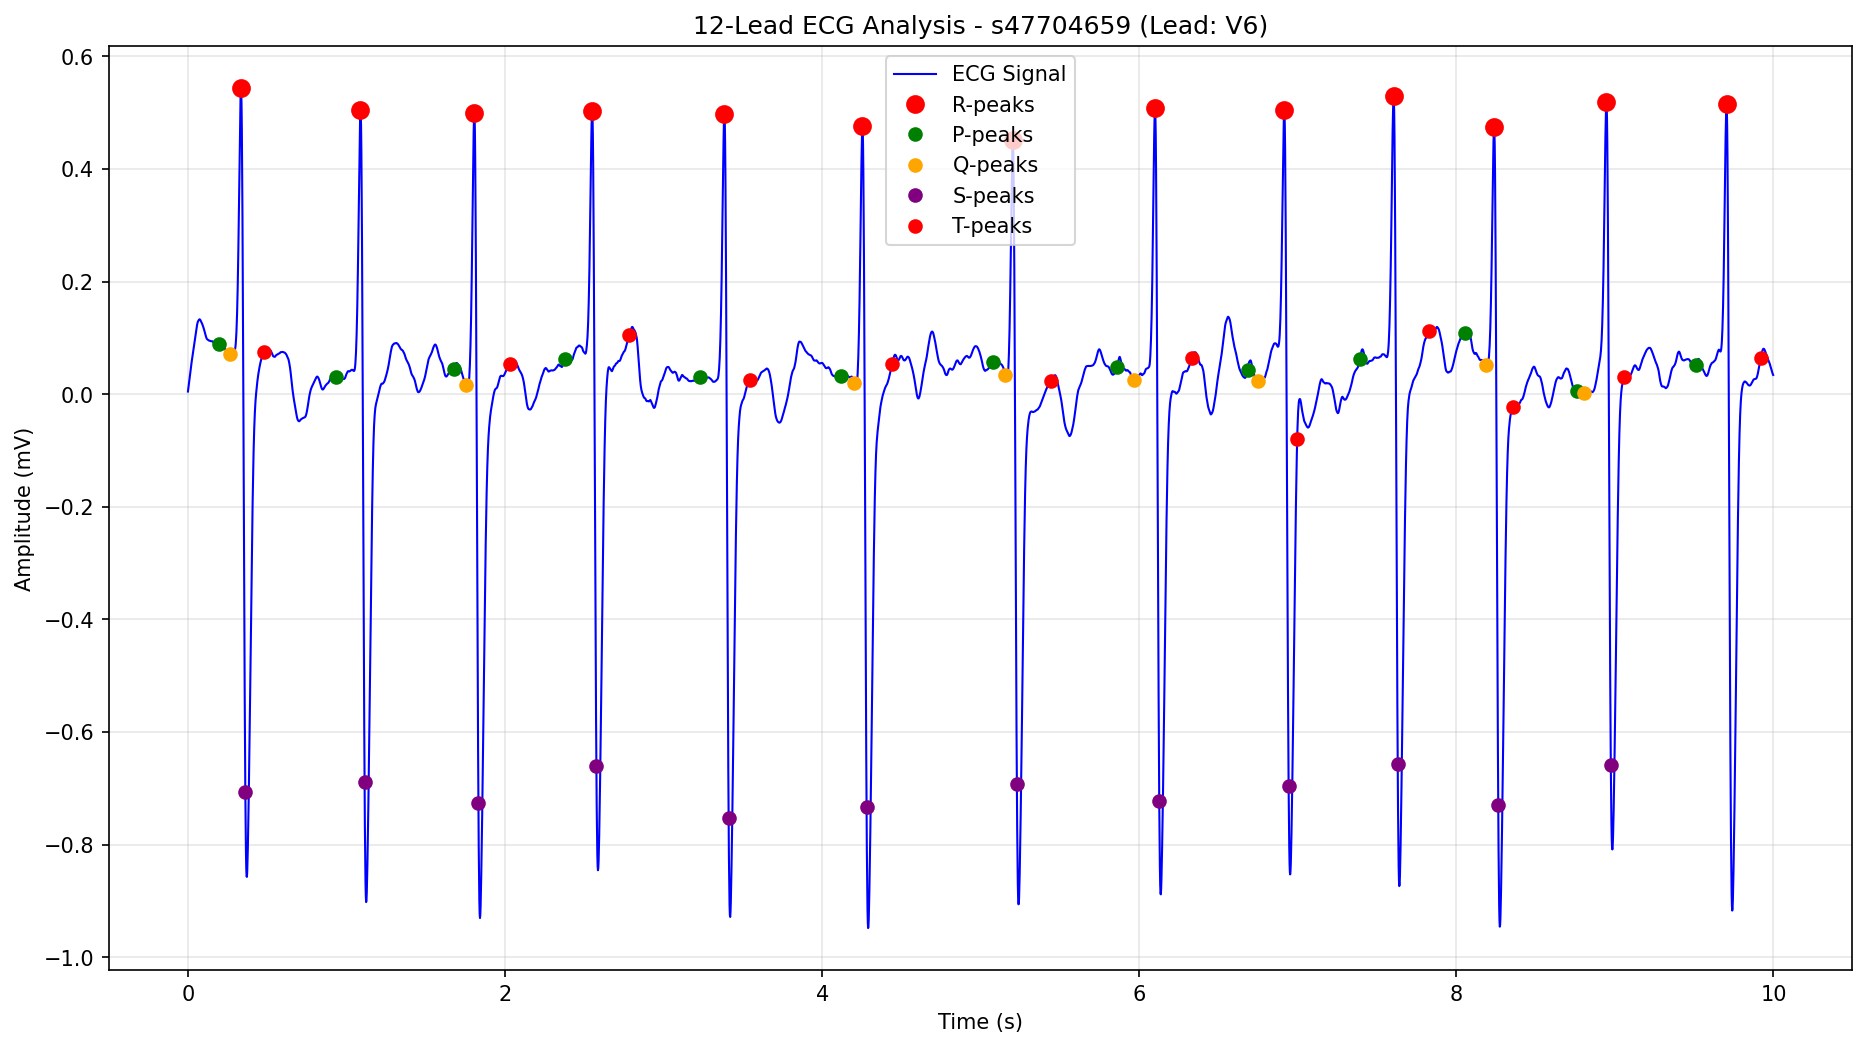 12-Lead ECG Analysis - s47704659 (Lead: V6)
ECG Signal
R-peaks
P-peaks
Q-peaks
S-peaks
T-peaks
Amplitude (mV)
0.6
0.4
0.2
0.0
−0.2
−0.4
−0.6
−0.8
−1.0
0 2 4 6 8 10
Time (s)